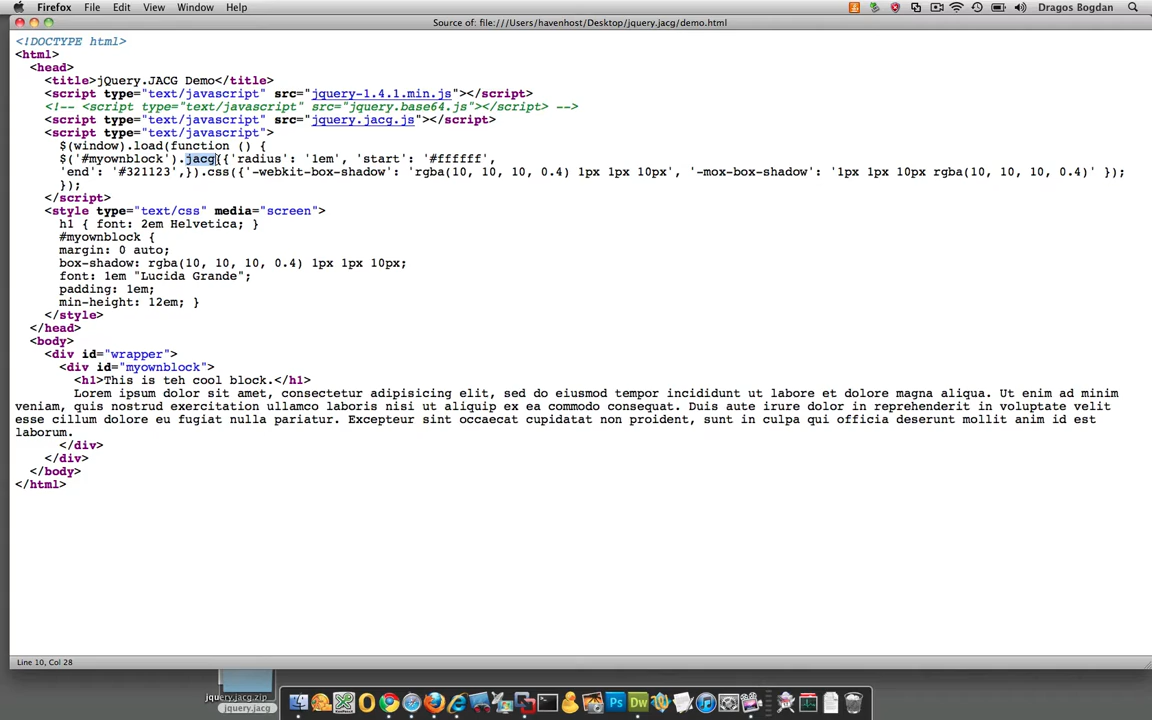 Firefox File Edit View Window Help Dragos Bogdan
Source of: file:///Users/havenhost/Desktop/jquery.jacg/demo.html
<!DOCTYPE html>
<html>
<head>
<title>jQuery.JACG Demo</title>
<script type="text/javascript" src="jquery-1.4.1.min.js"></script>
<!-- <script type="text/javascript" src="jquery.base64.js"></script> -->
<script type="text/javascript" src="jquery.jacg.js"></script>
<script type="text/javascript">
$(window).load(function () {
$('#myownblock').jacg({'radius': '1em', 'start': '#ffffff',
'end': '#321123',}).css({'-webkit-box-shadow': 'rgba(10, 10, 10, 0.4) 1px 1px 10px', '-mox-box-shadow': '1px 1px 10px rgba(10, 10, 10, 0.4)' });
});
</script>
<style type="text/css" media="screen">
h1 { font: 2em Helvetica; }
#myownblock {
margin: 0 auto;
box-shadow: rgba(10, 10, 10, 0.4) 1px 1px 10px;
font: 1em "Lucida Grande";
padding: 1em;
min-height: 12em; }
</style>
</head>
<body>
<div id="wrapper">
<div id="myownblock">
<h1>This is teh cool block.</h1>
Lorem ipsum dolor sit amet, consectetur adipisicing elit, sed do eiusmod tempor incididunt ut labore et dolore magna aliqua. Ut enim ad minim
veniam, quis nostrud exercitation ullamco laboris nisi ut aliquip ex ea commodo consequat. Duis aute irure dolor in reprehenderit in voluptate velit
esse cillum dolore eu fugiat nulla pariatur. Excepteur sint occaecat cupidatat non proident, sunt in culpa qui officia deserunt mollit anim id est
laborum.
</div>
</div>
</body>
</html>
Line 10, Col 28
jquery.jacg.zip
jquery.jacg
Ps
Dw